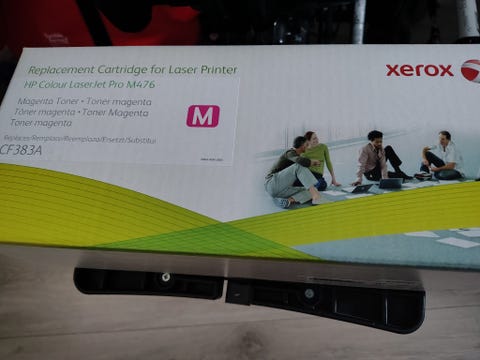 Replacement Cartridge for Laser Printer
HP Colour LaserJet Pro M476
Magenta Toner • Toner magenta
Tóner magenta • Toner Magenta
Toner magenta
Replaces/Remplace/Reemplaza/Ersetzt/Substitui
CF383A
M
xerox